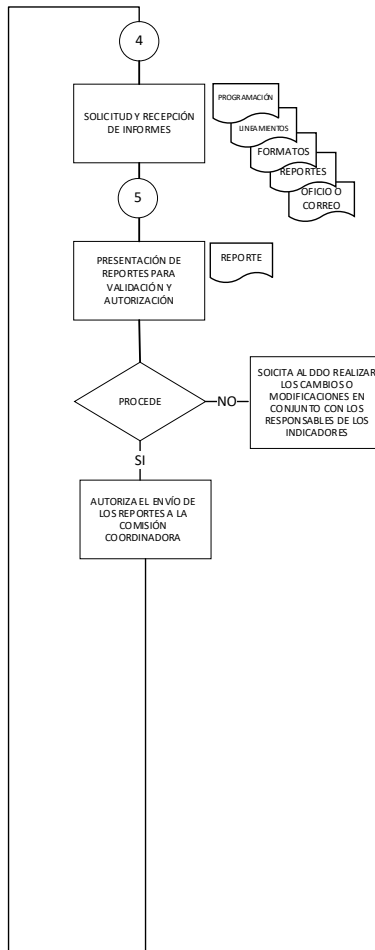 4
SOLICITUD Y RECEPCIÓN
DE INFORMES
PROGRAMACIÓN
LINEAMIENTOS
FORMATOS
REPORTES
OFICIO O
CORREO
5
PRESENTACIÓN DE
REPORTES PARA
VALIDACIÓN Y
AUTORIZACIÓN
REPORTE
PROCEDE
NO
SOICITA AL DDO REALIZAR
LOS CAMBIOS O
MODIFICACIONES EN
CONJUNTO CON LOS
RESPONSABLES DE LOS
INDICADORES
SI
AUTORIZA EL ENVÍO DE
LOS REPORTES A LA
COMISIÓN
COORDINADORA